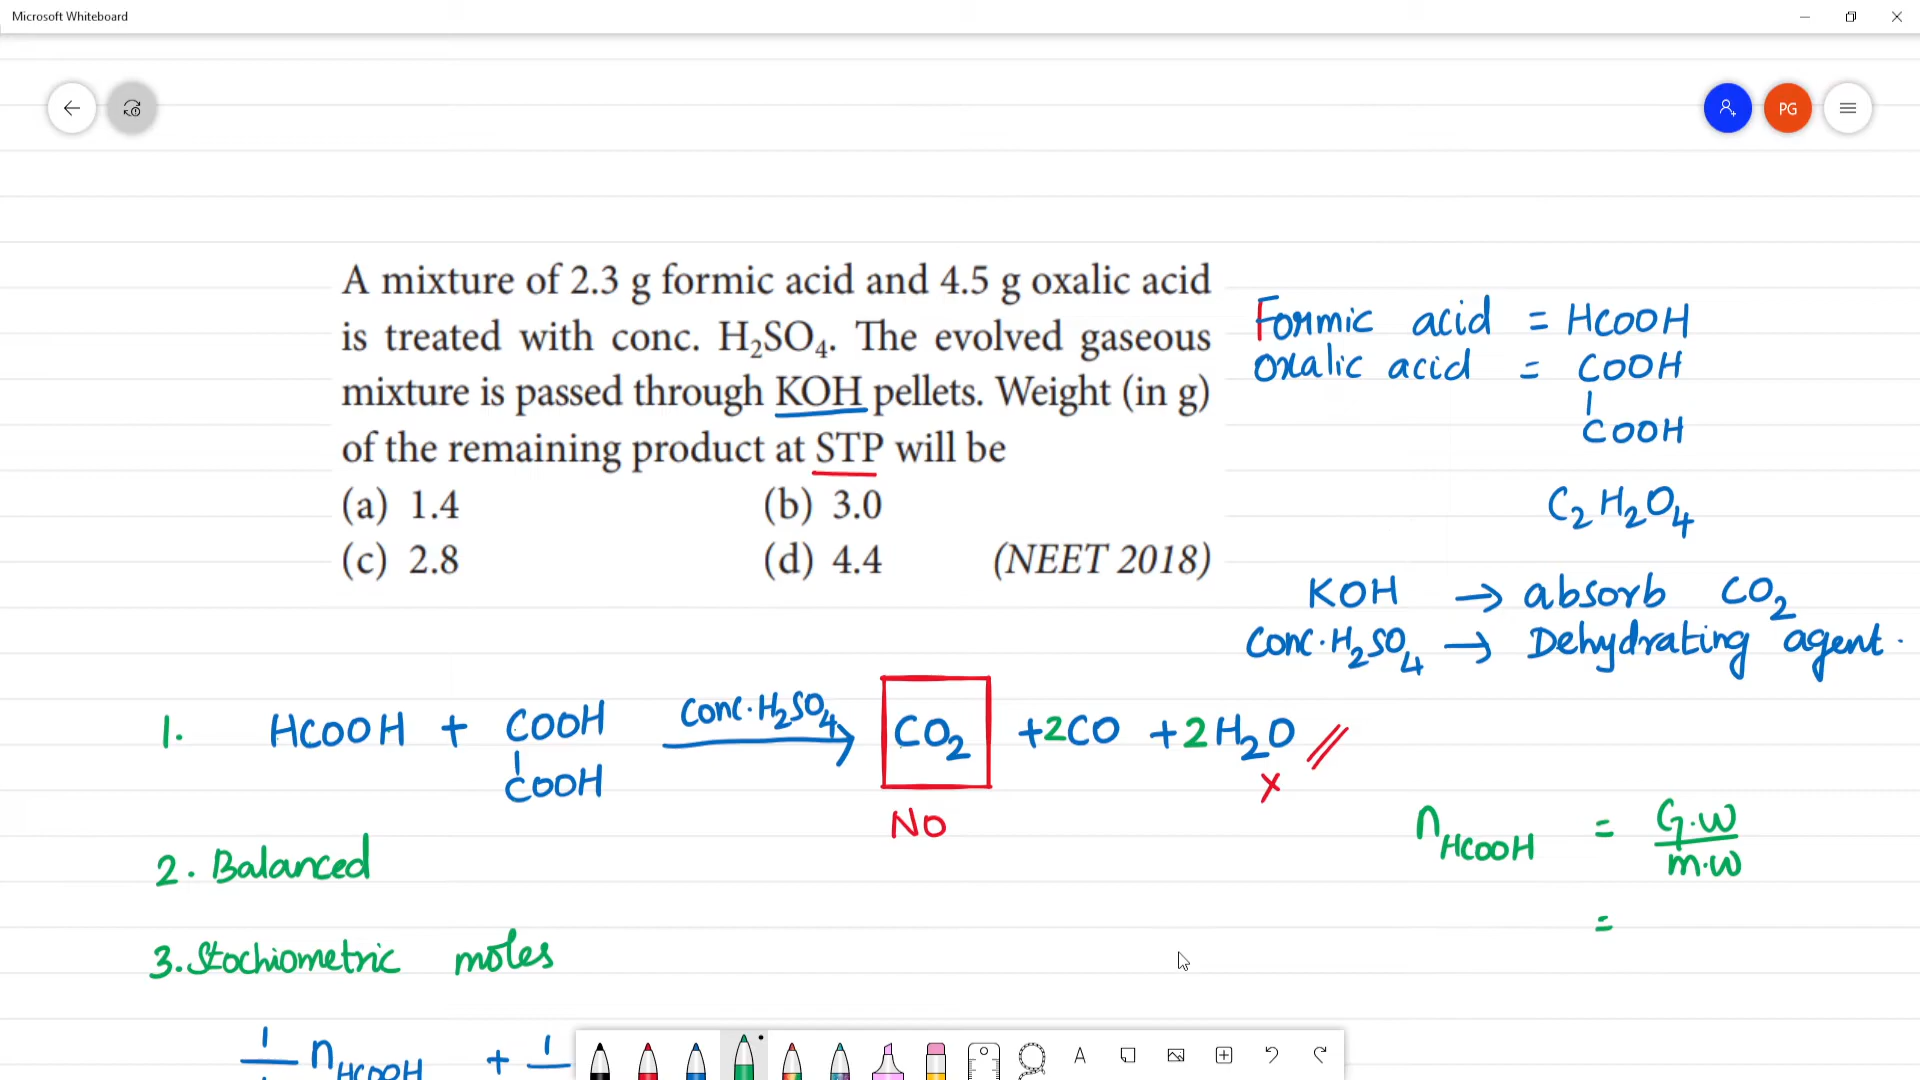 Microsoft Whiteboard
PG
A mixture of 2.3 g formic acid and 4.5 g oxalic acid
is treated with conc. H₂SO₄. The evolved gaseous
mixture is passed through KOH pellets. Weight (in g)
of the remaining product at STP will be
(a) 1.4 (b) 3.0
(c) 2.8 (d) 4.4 (NEET 2018)
Formic acid = HCOOH
Oxalic acid = COOH
|
COOH
C₂H₂O₄
KOH → absorb CO₂
Conc. H₂SO₄ → Dehydrating agent.
1. HCOOH + COOH Conc. H₂SO₄ → CO₂ + 2CO + 2H₂O //
|
COOH
x
NO
2. Balanced
3. Stochiometric moles
n HCOOH = G.W / m.W
=
1 n HCOOH + 1
A